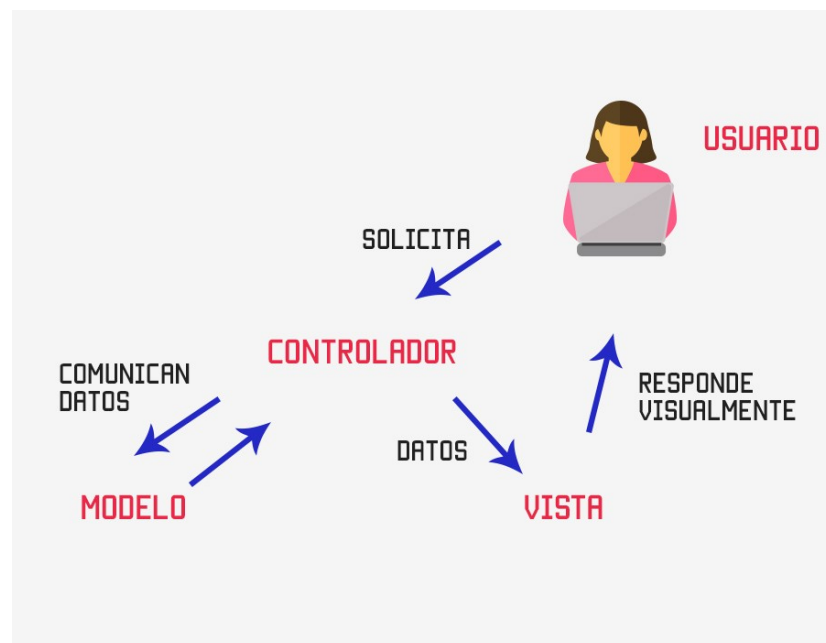 USUARIO
SOLICITA
CONTROLADOR
COMUNICAN
DATOS
RESPONDE
VISUALMENTE
DATOS
MODELO
VISTA